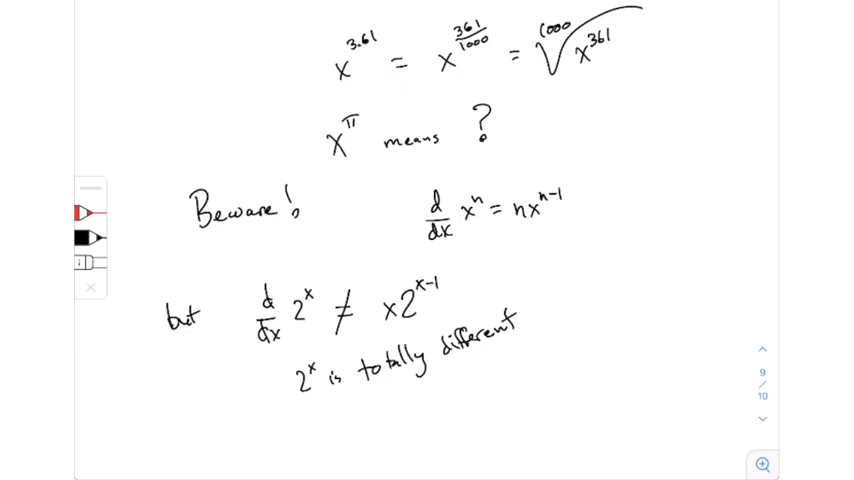 x^3.61 = x^(361/1000) = ¹⁰⁰⁰√(x^361)
x^π means ?
Beware! d/dx x^n = nx^(n-1)
but d/dx 2^x ≠ x2^(x-1)
2^x is totally different
9
/
10